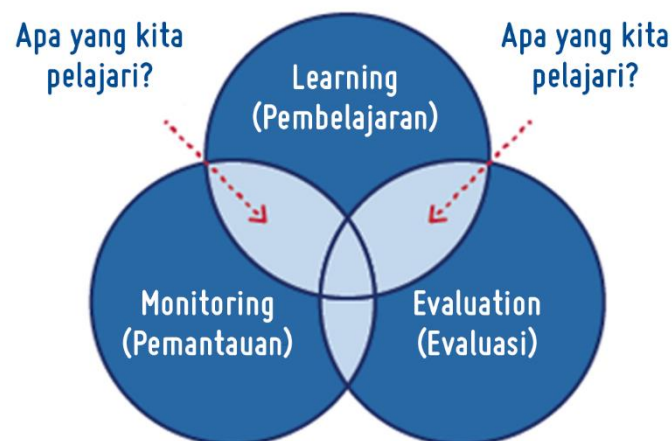 Apa yang kita
pelajari?
Apa yang kita
pelajari?
Learning
(Pembelajaran)
Monitoring
(Pemantauan)
Evaluation
(Evaluasi)